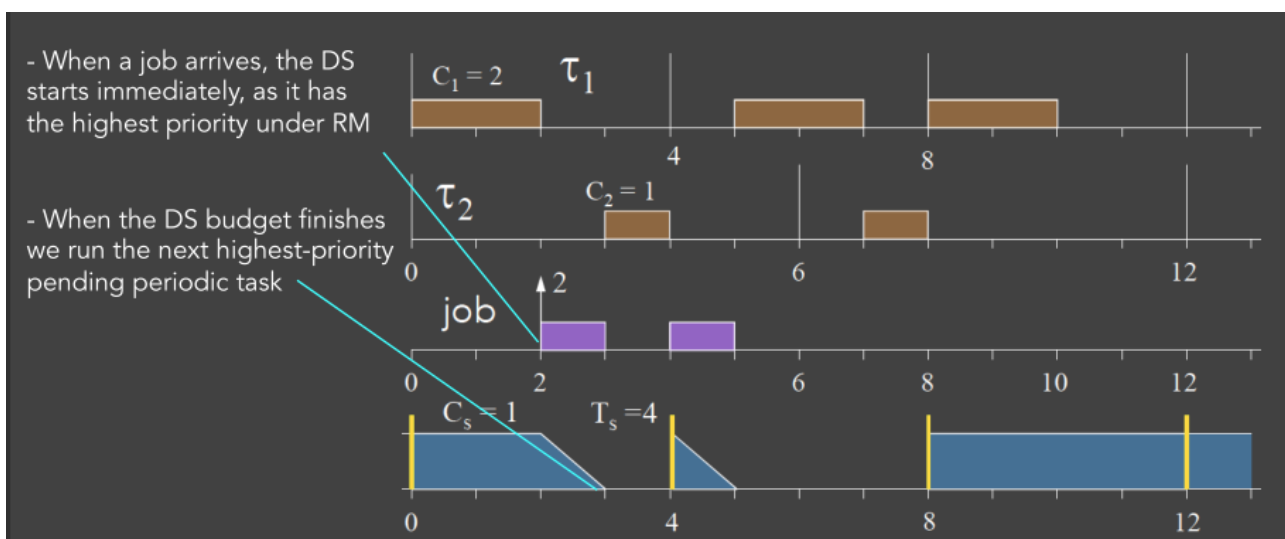 - When a job arrives, the DS
starts immediately, as it has
the highest priority under RM
- When the DS budget finishes
we run the next highest-priority
pending periodic task
C₁ = 2
τ₁
4
8
τ₂
C₂ = 1
0
6
12
2
job
0
2
6
8
10
12
Cₛ = 1
Tₛ =4
0
4
8
12